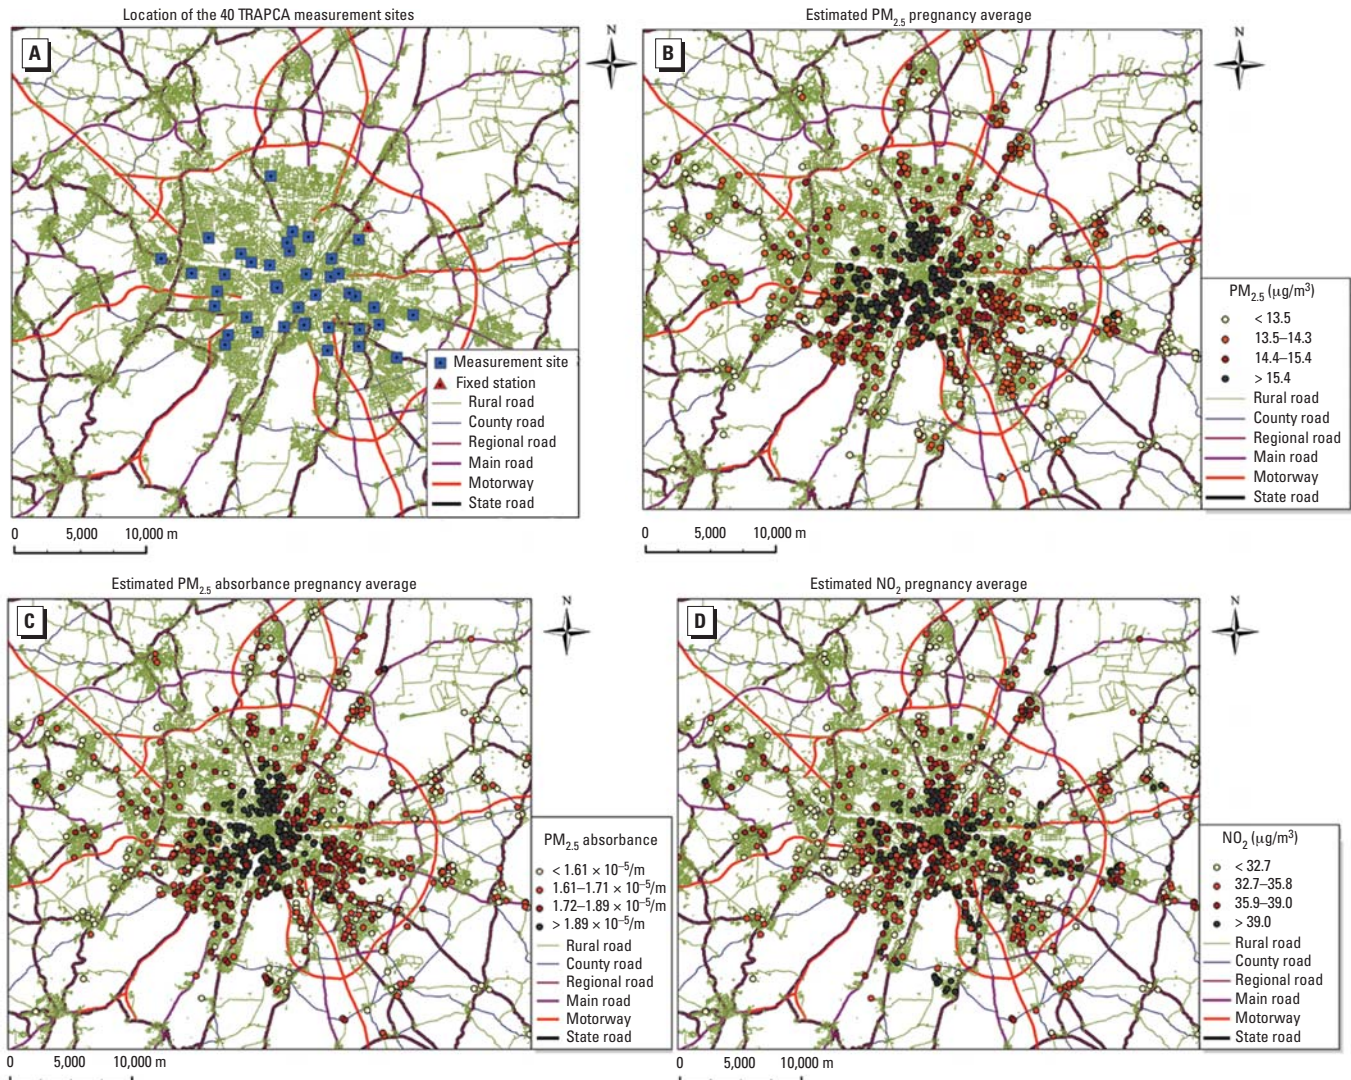 Location of the 40 TRAPCA measurement sites
A
N
Measurement site
Fixed station
Rural road
County road
Regional road
Main road
Motorway
State road
0 5,000 10,000 m
Estimated PM2.5 pregnancy average
B
N
PM2.5 (µg/m³)
< 13.5
13.5–14.3
14.4–15.4
> 15.4
Rural road
County road
Regional road
Main road
Motorway
State road
0 5,000 10,000 m
Estimated PM2.5 absorbance pregnancy average
C
N
PM2.5 absorbance
< 1.61 × 10⁻⁵/m
1.61–1.71 × 10⁻⁵/m
1.72–1.89 × 10⁻⁵/m
> 1.89 × 10⁻⁵/m
Rural road
County road
Regional road
Main road
Motorway
State road
0 5,000 10,000 m
Estimated NO2 pregnancy average
D
N
NO2 (µg/m³)
< 32.7
32.7–35.8
35.9–39.0
> 39.0
Rural road
County road
Regional road
Main road
Motorway
State road
0 5,000 10,000 m